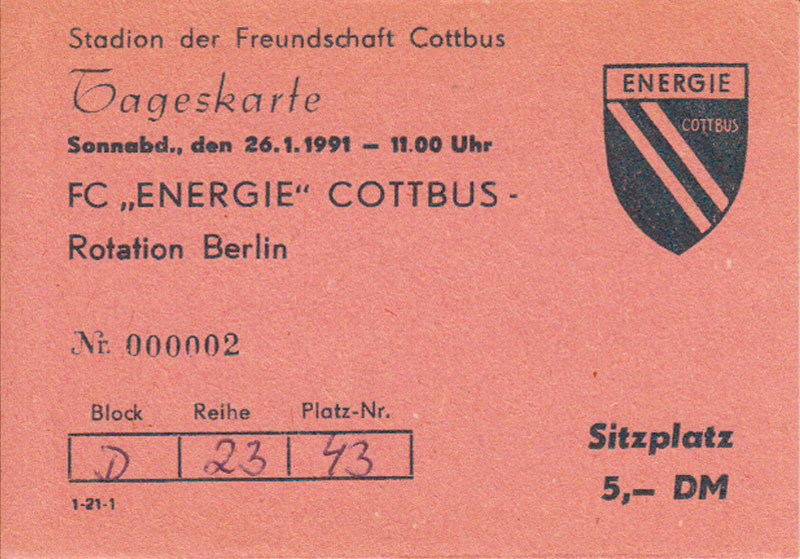 Stadion der Freundschaft Cottbus
Tageskarte
Sonnabd., den 26.1.1991 – 11.00 Uhr
FC „ENERGIE“ COTTBUS -
Rotation Berlin
ENERGIE
COTTBUS
Nr. 000002
Block Reihe Platz-Nr.
D 23 43
1-21-1
Sitzplatz
5,– DM